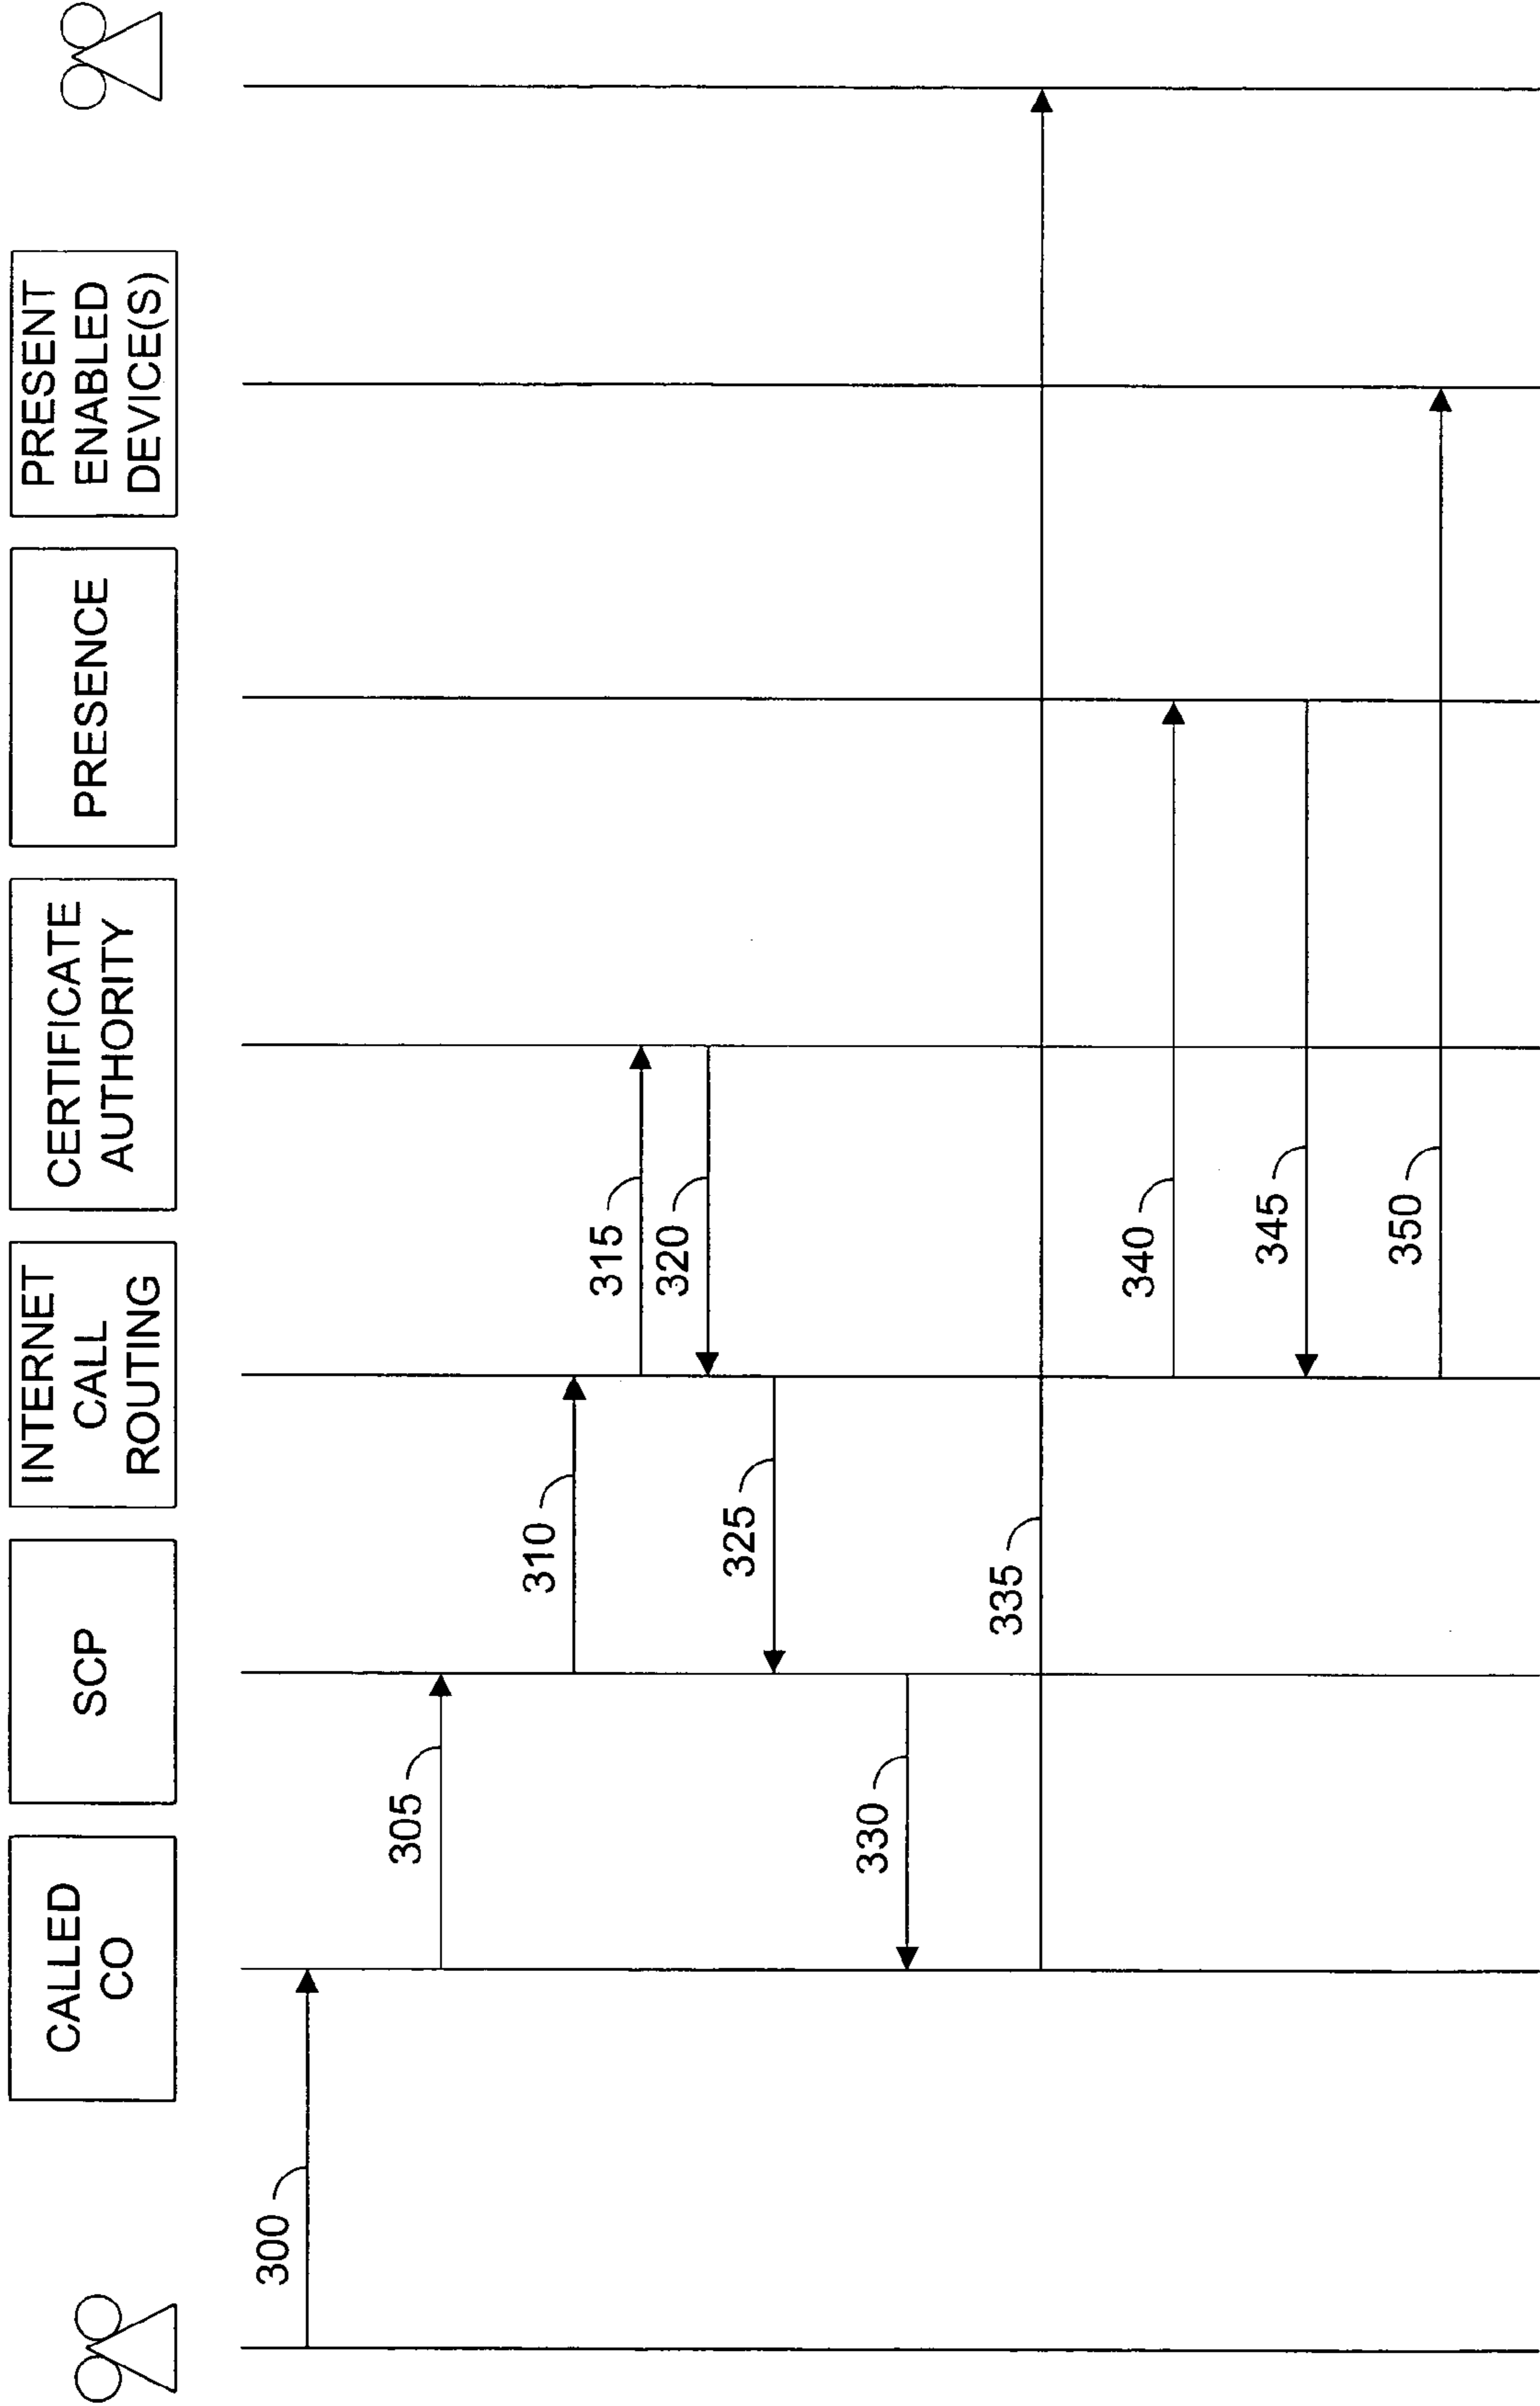 CALLED
CO
SCP
INTERNET
CALL
ROUTING
CERTIFICATE
AUTHORITY
PRESENCE
PRESENT
ENABLED
DEVICE(S)
300
305
310
315
320
325
330
335
340
345
350